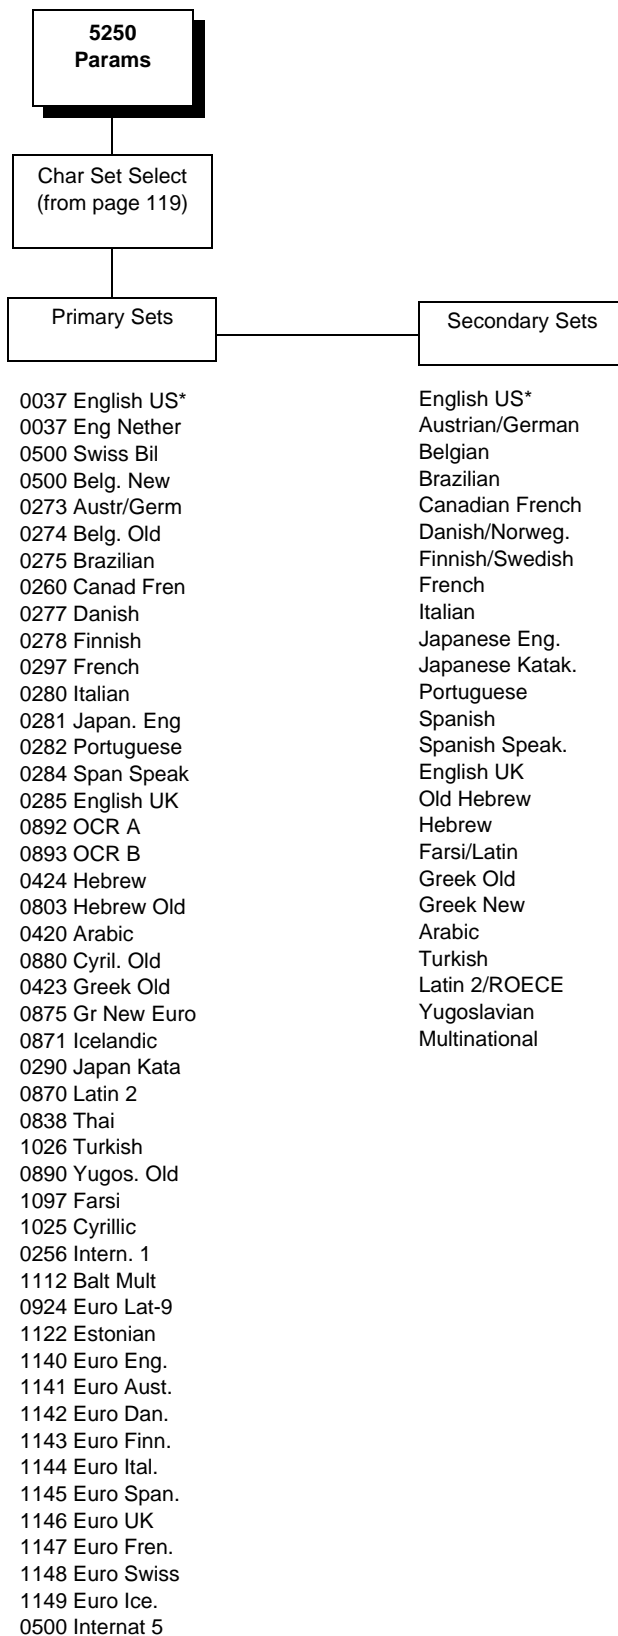 5250
Params
Char Set Select
(from page 119)
Primary Sets
0037 English US*
0037 Eng Nether
0500 Swiss Bil
0500 Belg. New
0273 Austr/Germ
0274 Belg. Old
0275 Brazilian
0260 Canad Fren
0277 Danish
0278 Finnish
0297 French
0280 Italian
0281 Japan. Eng
0282 Portuguese
0284 Span Speak
0285 English UK
0892 OCR A
0893 OCR B
0424 Hebrew
0803 Hebrew Old
0420 Arabic
0880 Cyril. Old
0423 Greek Old
0875 Gr New Euro
0871 Icelandic
0290 Japan Kata
0870 Latin 2
0838 Thai
1026 Turkish
0890 Yugos. Old
1097 Farsi
1025 Cyrillic
0256 Intern. 1
1112 Balt Mult
0924 Euro Lat-9
1122 Estonian
1140 Euro Eng.
1141 Euro Aust.
1142 Euro Dan.
1143 Euro Finn.
1144 Euro Ital.
1145 Euro Span.
1146 Euro UK
1147 Euro Fren.
1148 Euro Swiss
1149 Euro Ice.
0500 Internat 5
Secondary Sets
English US*
Austrian/German
Belgian
Brazilian
Canadian French
Danish/Norweg.
Finnish/Swedish
French
Italian
Japanese Eng.
Japanese Katak.
Portuguese
Spanish
Spanish Speak.
English UK
Old Hebrew
Hebrew
Farsi/Latin
Greek Old
Greek New
Arabic
Turkish
Latin 2/ROECE
Yugoslavian
Multinational